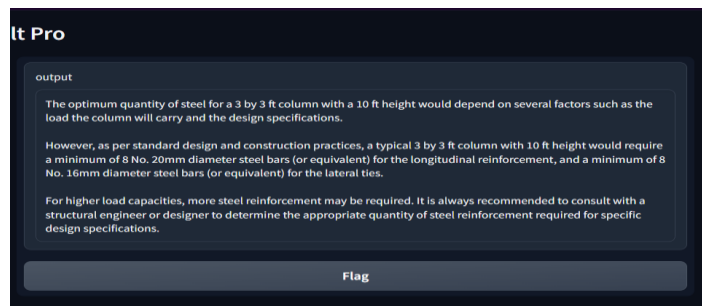 lt Pro
output
The optimum quantity of steel for a 3 by 3 ft column with a 10 ft height would depend on several factors such as the
load the column will carry and the design specifications.
However, as per standard design and construction practices, a typical 3 by 3 ft column with 10 ft height would require
a minimum of 8 No. 20mm diameter steel bars (or equivalent) for the longitudinal reinforcement, and a minimum of 8
No. 16mm diameter steel bars (or equivalent) for the lateral ties.
For higher load capacities, more steel reinforcement may be required. It is always recommended to consult with a
structural engineer or designer to determine the appropriate quantity of steel reinforcement required for specific
design specifications.
Flag